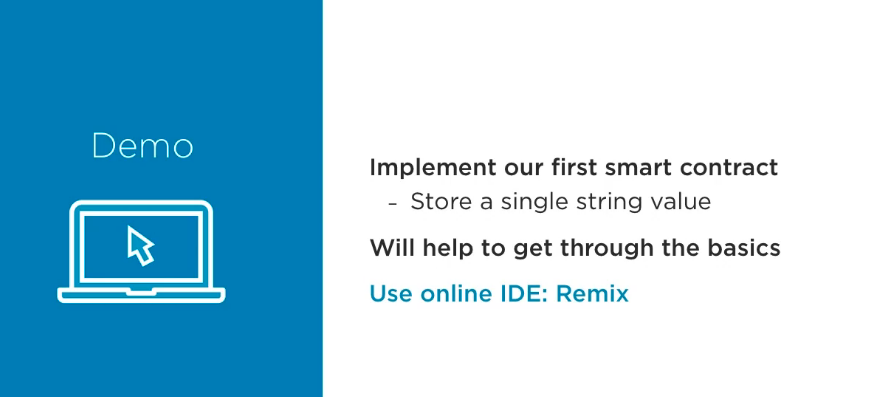 Demo
Implement our first smart contract
- Store a single string value
Will help to get through the basics
Use online IDE: Remix